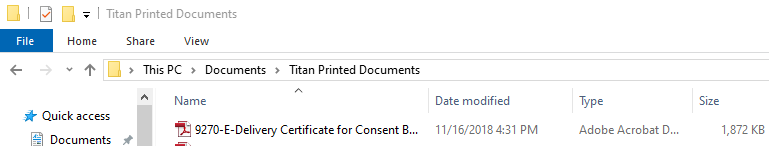 Titan Printed Documents
File Home Share View
This PC > Documents > Titan Printed Documents
Name Date modified Type Size
Quick access
9270-E-Delivery Certificate for Consent B... 11/16/2018 4:31 PM Adobe Acrobat D... 1,872 KB
Documents